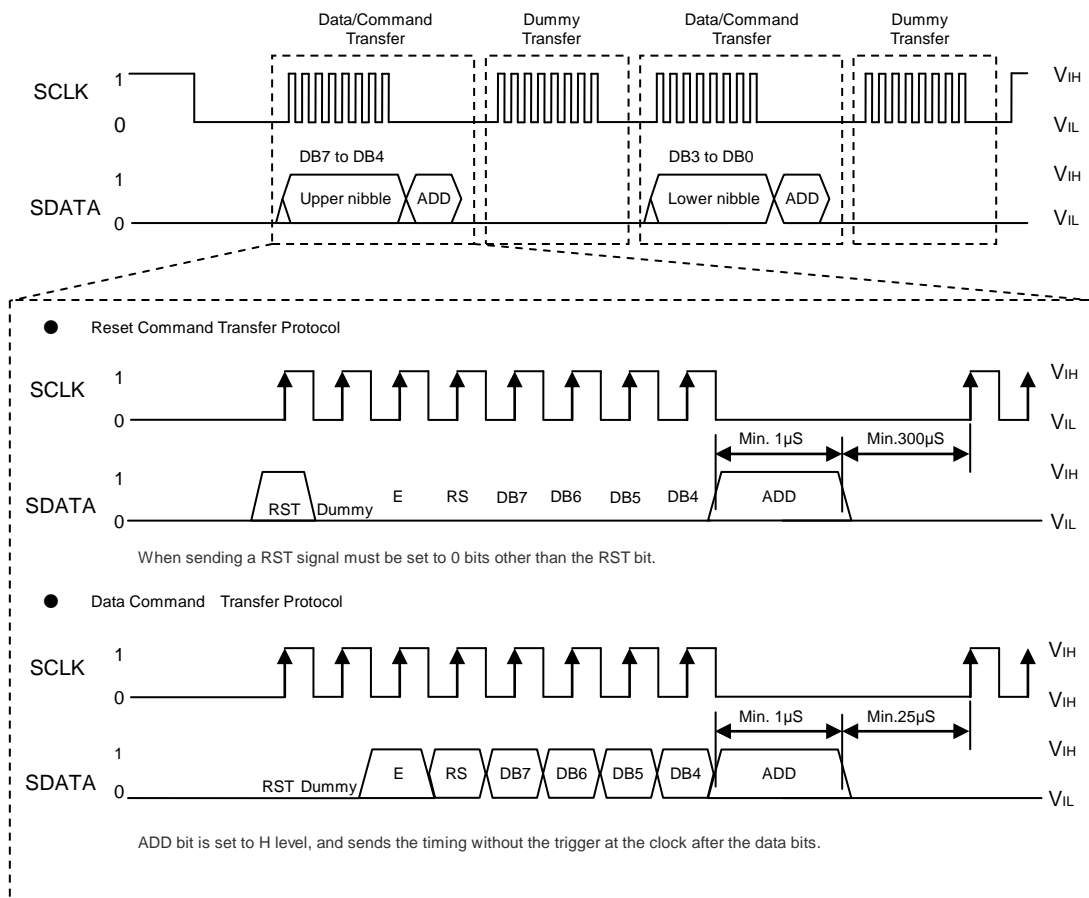 Data/Command Transfer
Dummy Transfer
Data/Command Transfer
Dummy Transfer
SCLK
1
0
VIH
VIL
DB7 to DB4
DB3 to DB0
SDATA
1
0
Upper nibble
ADD
Lower nibble
ADD
VIH
VIL
● Reset Command Transfer Protocol
SCLK
1
0
VIH
VIL
Min. 1µS
Min.300µS
SDATA
1
0
RST
Dummy
E
RS
DB7
DB6
DB5
DB4
ADD
VIH
VIL
When sending a RST signal must be set to 0 bits other than the RST bit.
● Data Command Transfer Protocol
SCLK
1
0
VIH
VIH
Min. 1µS
Min.25µS
SDATA
1
0
RST Dummy
E
RS
DB7
DB6
DB5
DB4
ADD
VIH
VIL
ADD bit is set to H level, and sends the timing without the trigger at the clock after the data bits.